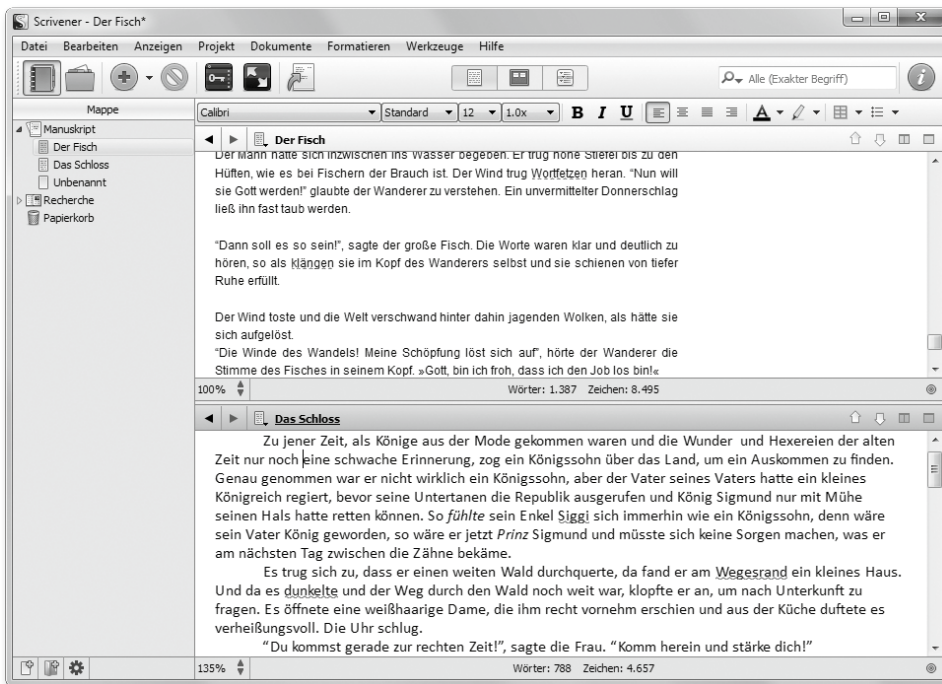 Scrivener - Der Fisch*
Datei Bearbeiten Anzeigen Projekt Dokumente Formatieren Werkzeuge Hilfe
Alle (Exakter Begriff)
Mappe
Manuskript
Der Fisch
Das Schloss
Unbenannt
Recherche
Papierkorb
Calibri Standard 12 1.0x B I U A
Der Fisch
Der Mann hatte sich inzwischen ins Wasser begeben. Er trug hohe Stiefel bis zu den
Hüften, wie es bei Fischern der Brauch ist. Der Wind trug Wortfetzen heran. “Nun will
sie Gott werden!” glaubte der Wanderer zu verstehen. Ein unvermittelter Donnerschlag
ließ ihn fast taub werden.
“Dann soll es so sein!”, sagte der große Fisch. Die Worte waren klar und deutlich zu
hören, so als klängen sie im Kopf des Wanderers selbst und sie schienen von tiefer
Ruhe erfüllt.
Der Wind toste und die Welt verschwand hinter dahin jagenden Wolken, als hätte sie
sich aufgelöst.
“Die Winde des Wandels! Meine Schöpfung löst sich auf”, hörte der Wanderer die
Stimme des Fisches in seinem Kopf. »Gott, bin ich froh, dass ich den Job los bin!«
100% Wörter: 1.387 Zeichen: 8.495
Das Schloss
Zu jener Zeit, als Könige aus der Mode gekommen waren und die Wunder und Hexereien der alten
Zeit nur noch eine schwache Erinnerung, zog ein Königssohn über das Land, um ein Auskommen zu finden.
Genau genommen war er nicht wirklich ein Königssohn, aber der Vater seines Vaters hatte ein kleines
Königreich regiert, bevor seine Untertanen die Republik ausgerufen und König Sigmund nur mit Mühe
seinen Hals hatte retten können. So fühlte sein Enkel Siggi sich immerhin wie ein Königssohn, denn wäre
sein Vater König geworden, so wäre er jetzt Prinz Sigmund und müsste sich keine Sorgen machen, was er
am nächsten Tag zwischen die Zähne bekäme.
Es trug sich zu, dass er einen weiten Wald durchquerte, da fand er am Wegesrand ein kleines Haus.
Und da es dunkelte und der Weg durch den Wald noch weit war, klopfte er an, um nach Unterkunft zu
fragen. Es öffnete eine weißhaarige Dame, die ihm recht vornehm erschien und aus der Küche duftete es
verheißungsvoll. Die Uhr schlug.
“Du kommst gerade zur rechten Zeit!”, sagte die Frau. “Komm herein und stärke dich!”
135% Wörter: 788 Zeichen: 4.657